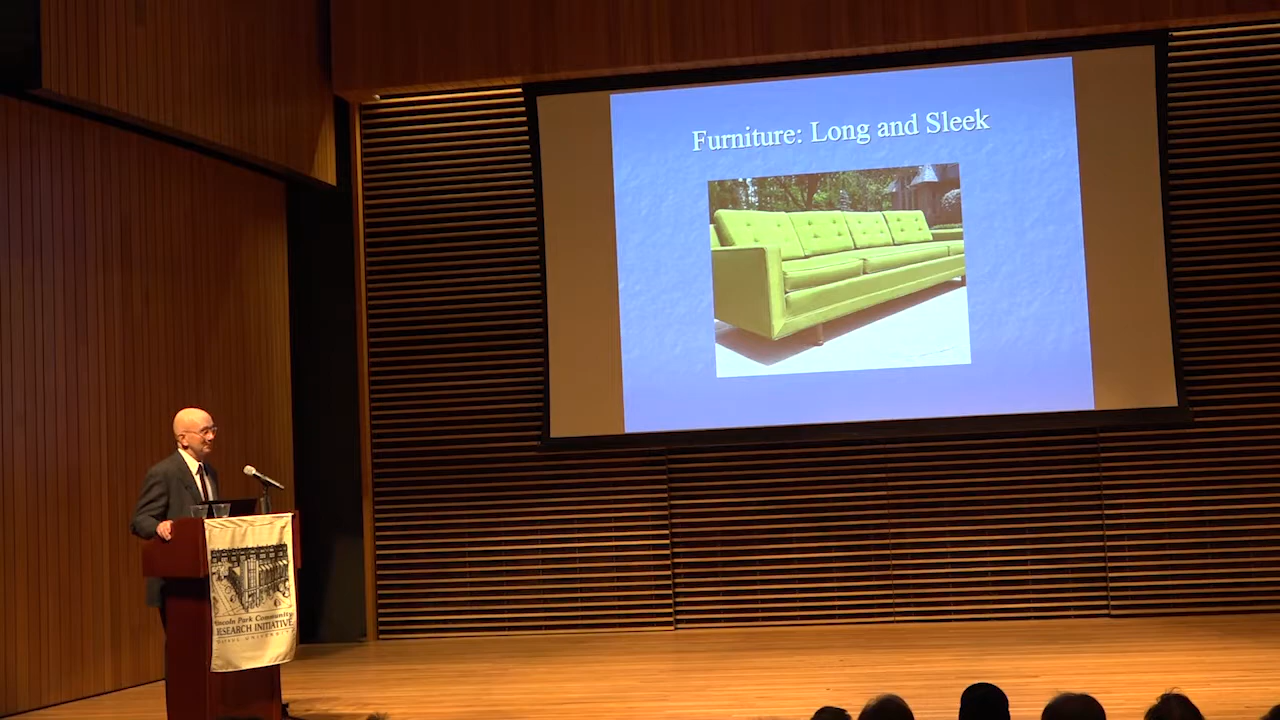 Furniture: Long and Sleek
Lincoln Park Community
RESEARCH INITIATIVE